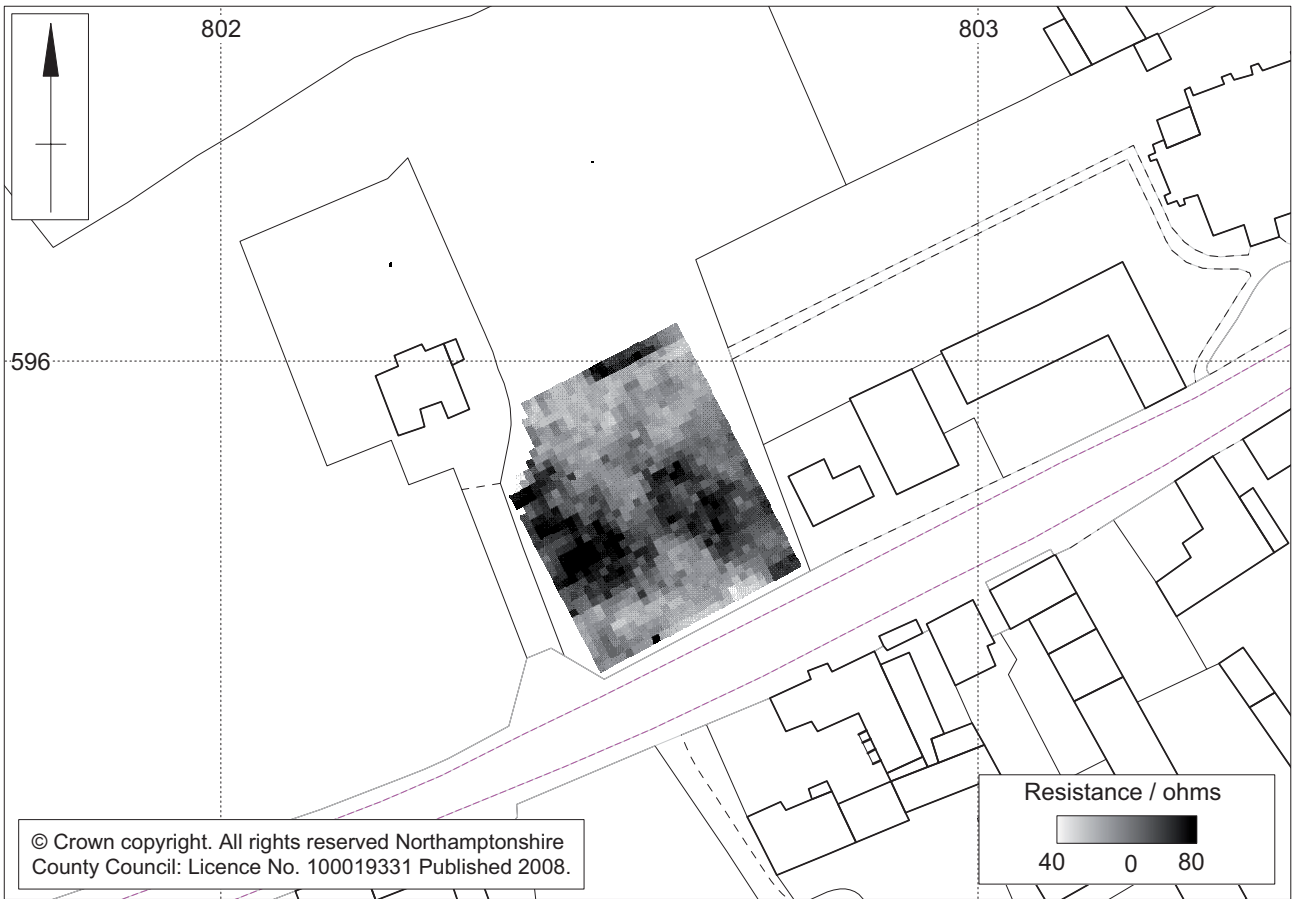 802 803
596
Resistance / ohms
40 0 80
© Crown copyright. All rights reserved Northamptonshire
County Council: Licence No. 100019331 Published 2008.